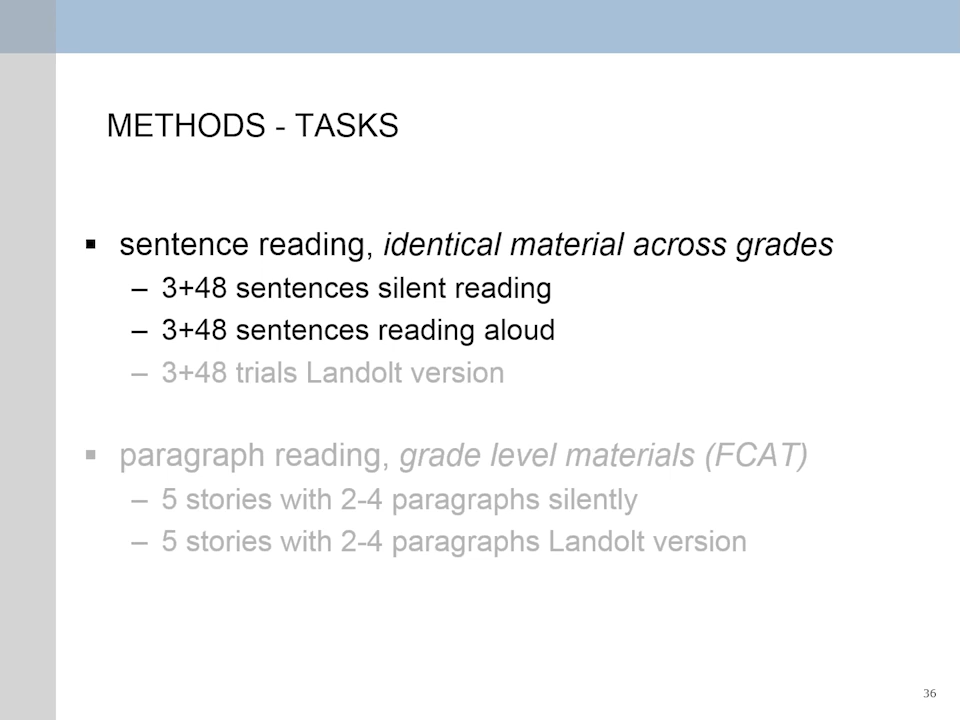 METHODS - TASKS
▪ sentence reading, identical material across grades
– 3+48 sentences silent reading
– 3+48 sentences reading aloud
– 3+48 trials Landolt version
▪ paragraph reading, grade level materials (FCAT)
– 5 stories with 2-4 paragraphs silently
– 5 stories with 2-4 paragraphs Landolt version
36